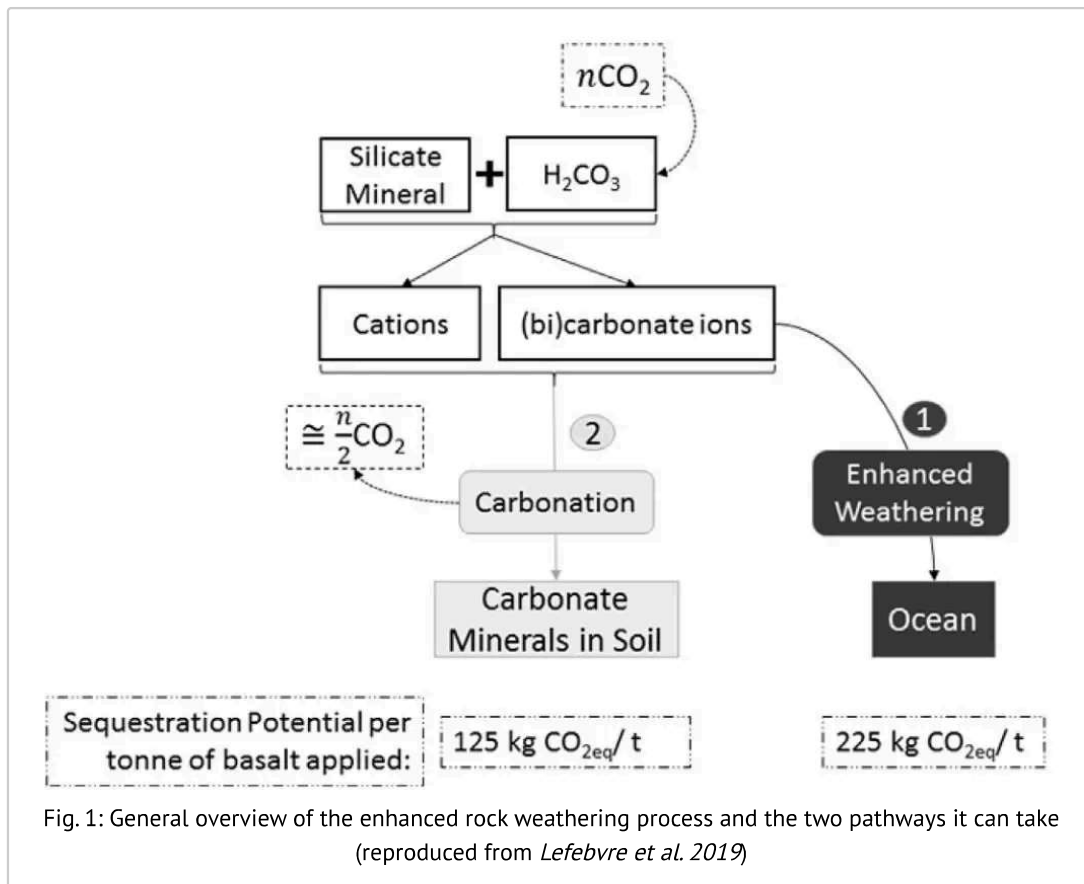 nCO₂
Silicate
Mineral
+
H₂CO₃
Cations
(bi)carbonate ions
≅ n/2 CO₂
2
1
Carbonation
Enhanced
Weathering
Carbonate
Minerals in Soil
Ocean
Sequestration Potential per
tonne of basalt applied:
125 kg CO₂eq/ t
225 kg CO₂eq/ t
Fig. 1: General overview of the enhanced rock weathering process and the two pathways it can take
(reproduced from Lefebvre et al. 2019)